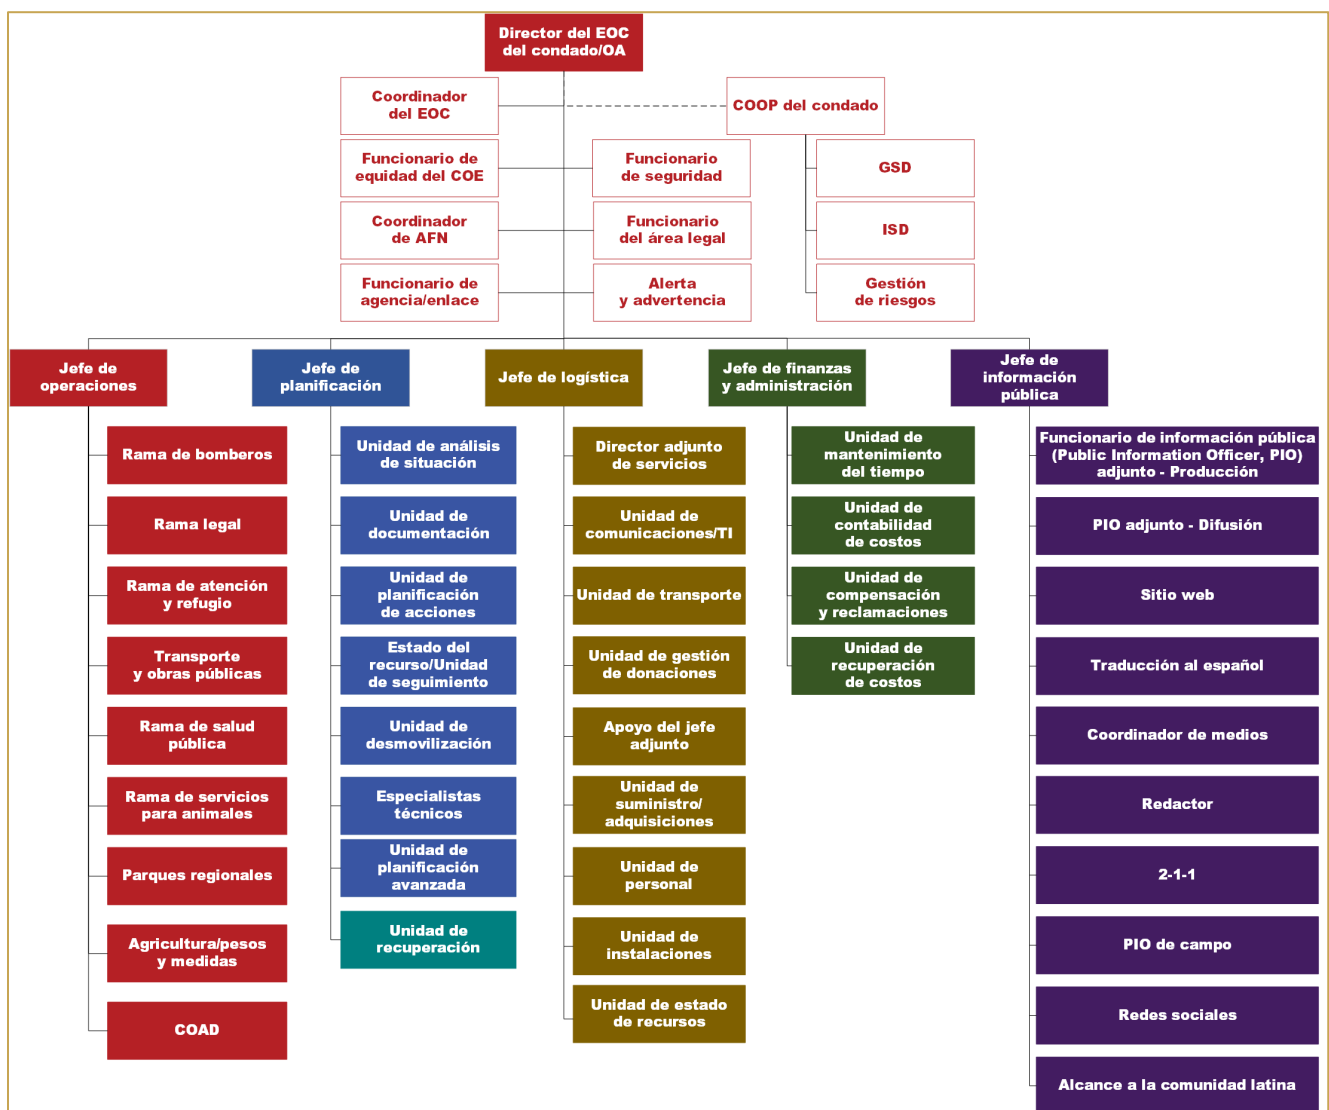 Director del EOC
del condado/OA
Coordinador
del EOC
COOP del condado
Funcionario de
equidad del COE
Funcionario
de seguridad
GSD
Coordinador
de AFN
Funcionario
del área legal
ISD
Funcionario de
agencia/enlace
Alerta
y advertencia
Gestión
de riesgos
Jefe de
operaciones
Jefe de
planificación
Jefe de logística
Jefe de finanzas
y administración
Jefe de
información
pública
Rama de bomberos
Rama legal
Rama de atención
y refugio
Transporte
y obras públicas
Rama de salud
pública
Rama de servicios
para animales
Parques regionales
Agricultura/pesos
y medidas
COAD
Unidad de análisis
de situación
Unidad de
documentación
Unidad de
planificación
de acciones
Estado del
recurso/Unidad
de seguimiento
Unidad de
desmovilización
Especialistas
técnicos
Unidad de
planificación
avanzada
Unidad de
recuperación
Director adjunto
de servicios
Unidad de
comunicaciones/TI
Unidad de transporte
Unidad de gestión
de donaciones
Apoyo del jefe
adjunto
Unidad de
suministro/
adquisiciones
Unidad de
personal
Unidad de
instalaciones
Unidad de estado
de recursos
Unidad de
mantenimiento
del tiempo
Unidad de
contabilidad
de costos
Unidad de
compensación
y reclamaciones
Unidad de
recuperación
de costos
Funcionario de información pública
(Public Information Officer, PIO)
adjunto - Producción
PIO adjunto - Difusión
Sitio web
Traducción al español
Coordinador de medios
Redactor
2-1-1
PIO de campo
Redes sociales
Alcance a la comunidad latina